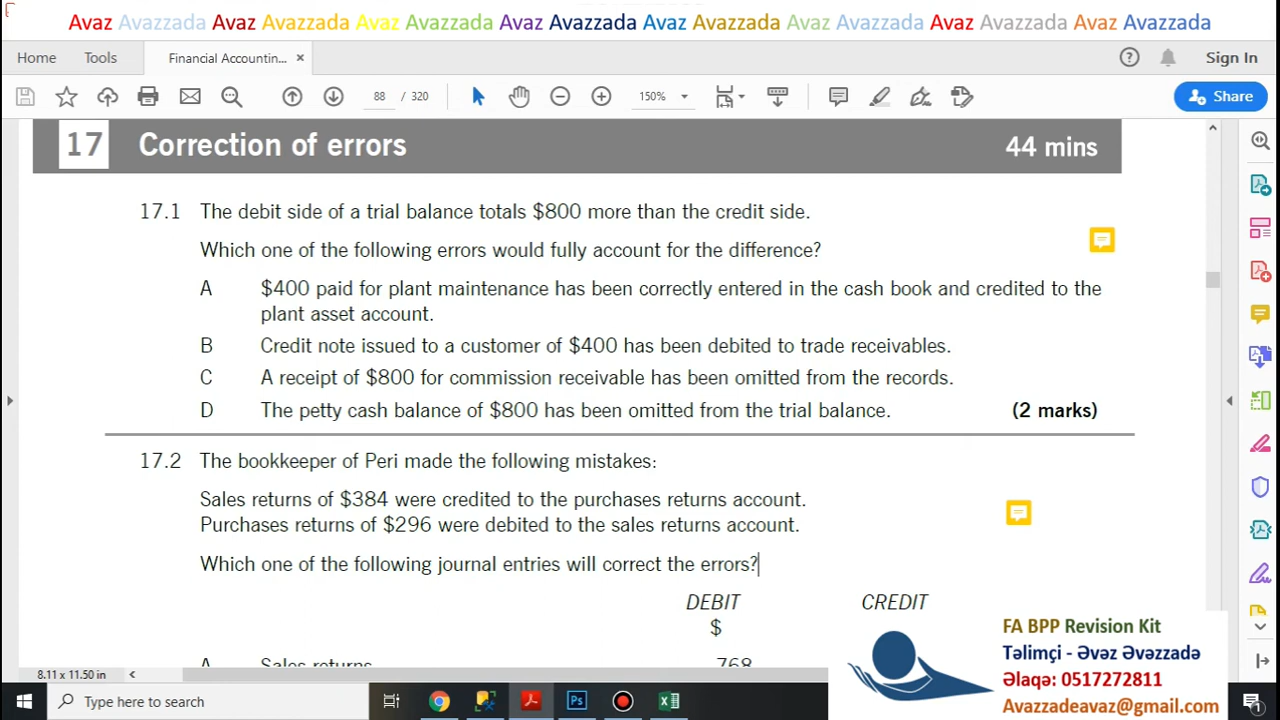 Avaz Avazzada Avaz Avazzada Avaz Avazzada Avaz Avazzada Avaz Avazzada Avaz Avazzada Avaz Avazzada Avaz Avazzada
Home Tools Financial Accountin... × Sign In
88 / 320 150% Share
17 Correction of errors 44 mins
17.1 The debit side of a trial balance totals $800 more than the credit side.
Which one of the following errors would fully account for the difference?
A $400 paid for plant maintenance has been correctly entered in the cash book and credited to the
plant asset account.
B Credit note issued to a customer of $400 has been debited to trade receivables.
C A receipt of $800 for commission receivable has been omitted from the records.
D The petty cash balance of $800 has been omitted from the trial balance. (2 marks)
17.2 The bookkeeper of Peri made the following mistakes:
Sales returns of $384 were credited to the purchases returns account.
Purchases returns of $296 were debited to the sales returns account.
Which one of the following journal entries will correct the errors?
DEBIT CREDIT
$
A Sales returns 768
8.11 x 11.50 in
FA BPP Revision Kit
Təlimçi - Əvəz Əvəzzadə
Əlaqə: 0517272811
Avazzadeavaz@gmail.com
Type here to search